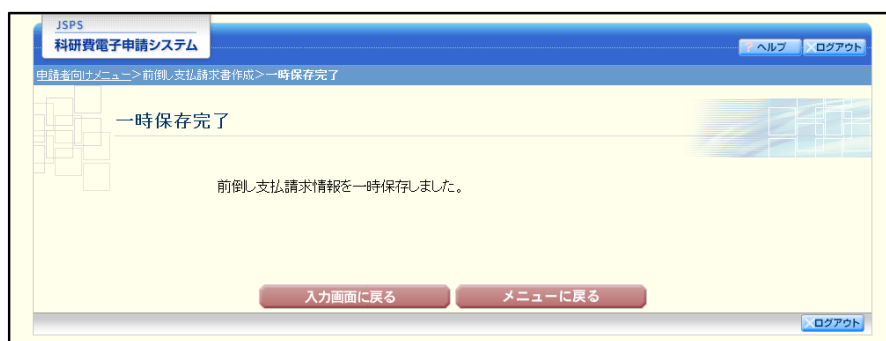 JSPS
科研費電子申請システム
ヘルプ ログアウト
申請者向けメニュー>前倒し支払請求書作成>一時保存完了
一時保存完了
前倒し支払請求情報を一時保存しました。
入力画面に戻る メニューに戻る
ログアウト